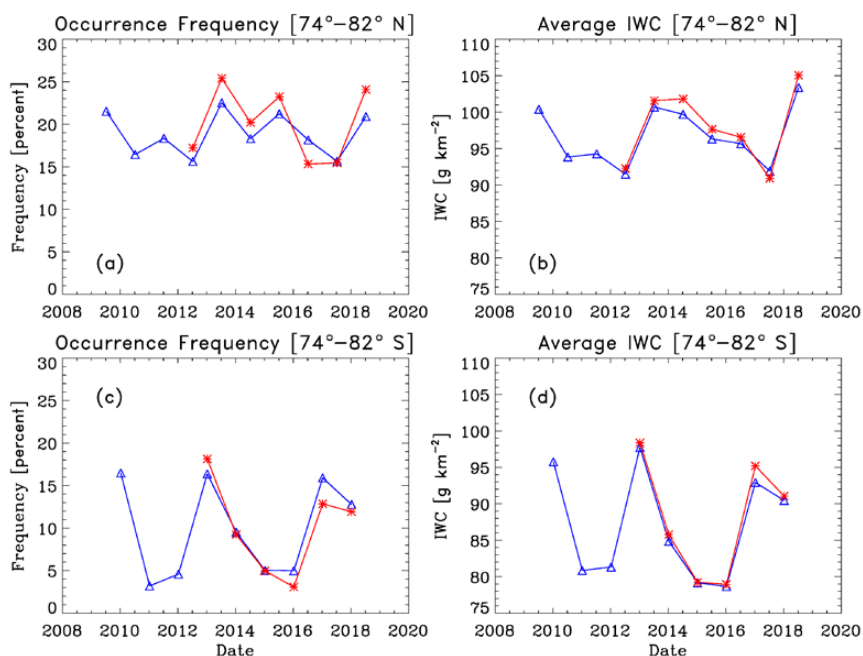 Occurrence Frequency [74°−82° N]
Frequency [percent]
30
25
20
15
10
5
0
(a)
2008 2010 2012 2014 2016 2018 2020
Average IWC [74°−82° N]
IWC [g km⁻²]
110
105
100
95
90
85
80
75
(b)
2008 2010 2012 2014 2016 2018 2020
Occurrence Frequency [74°−82° S]
Frequency [percent]
30
25
20
15
10
5
0
(c)
2008 2010 2012 2014 2016 2018 2020
Date
Average IWC [74°−82° S]
IWC [g km⁻²]
110
105
100
95
90
85
80
75
(d)
2008 2010 2012 2014 2016 2018 2020
Date